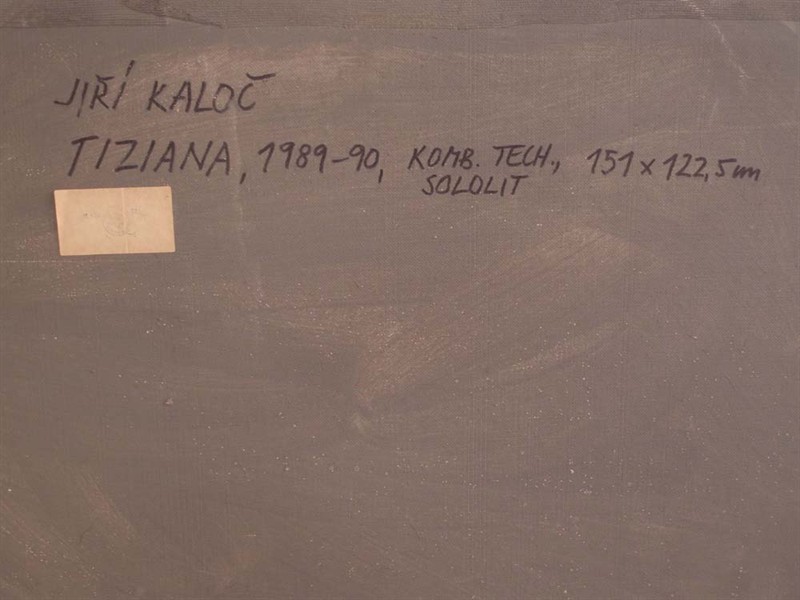 JIŘÍ KALOČ
TIZIANA, 1989-90, KOMB. TECH., 151 x 122,5 cm
SOLOLIT